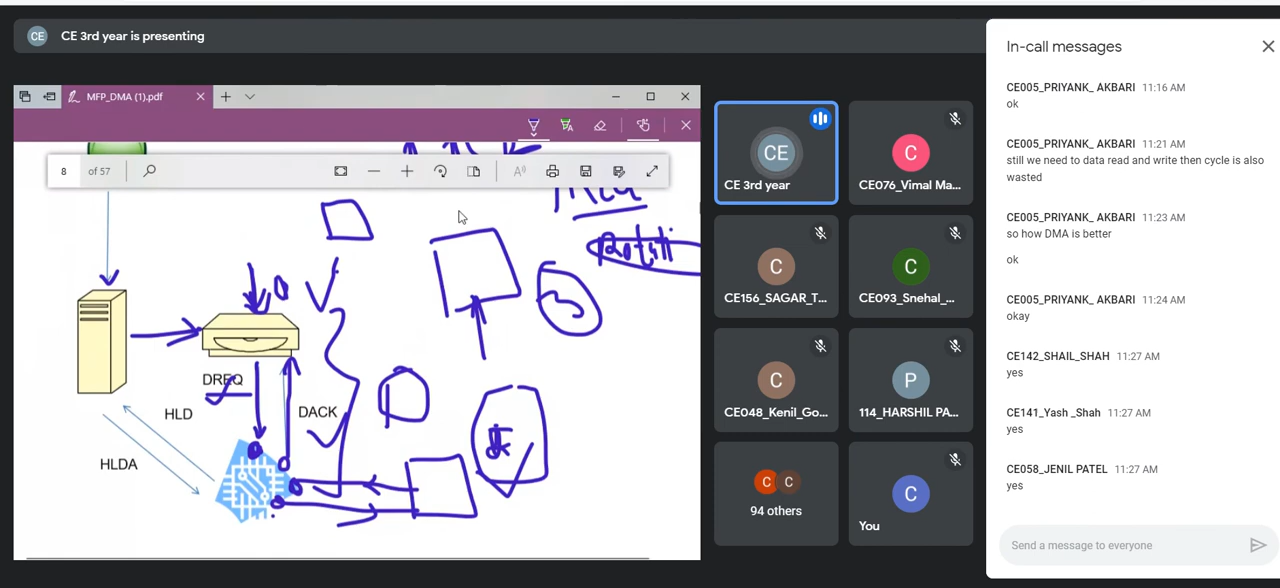 CE
CE 3rd year is presenting
MFP_DMA (1).pdf
8 of 57
DREQ
HLD
DACK
HLDA
CE
CE 3rd year
C
CE076_Vimal Ma...
C
CE156_SAGAR_T...
C
CE093_Snehal_...
C
CE048_Kenil_Go...
P
114_HARSHIL PA...
C C
94 others
C
You
In-call messages
CE005_PRIYANK_ AKBARI 11:16 AM
ok
CE005_PRIYANK_ AKBARI 11:21 AM
still we need to data read and write then cycle is also
wasted
CE005_PRIYANK_ AKBARI 11:23 AM
so how DMA is better
ok
CE005_PRIYANK_ AKBARI 11:24 AM
okay
CE142_SHAIL_SHAH 11:27 AM
yes
CE141_Yash _Shah 11:27 AM
yes
CE058_JENIL PATEL 11:27 AM
yes
Send a message to everyone